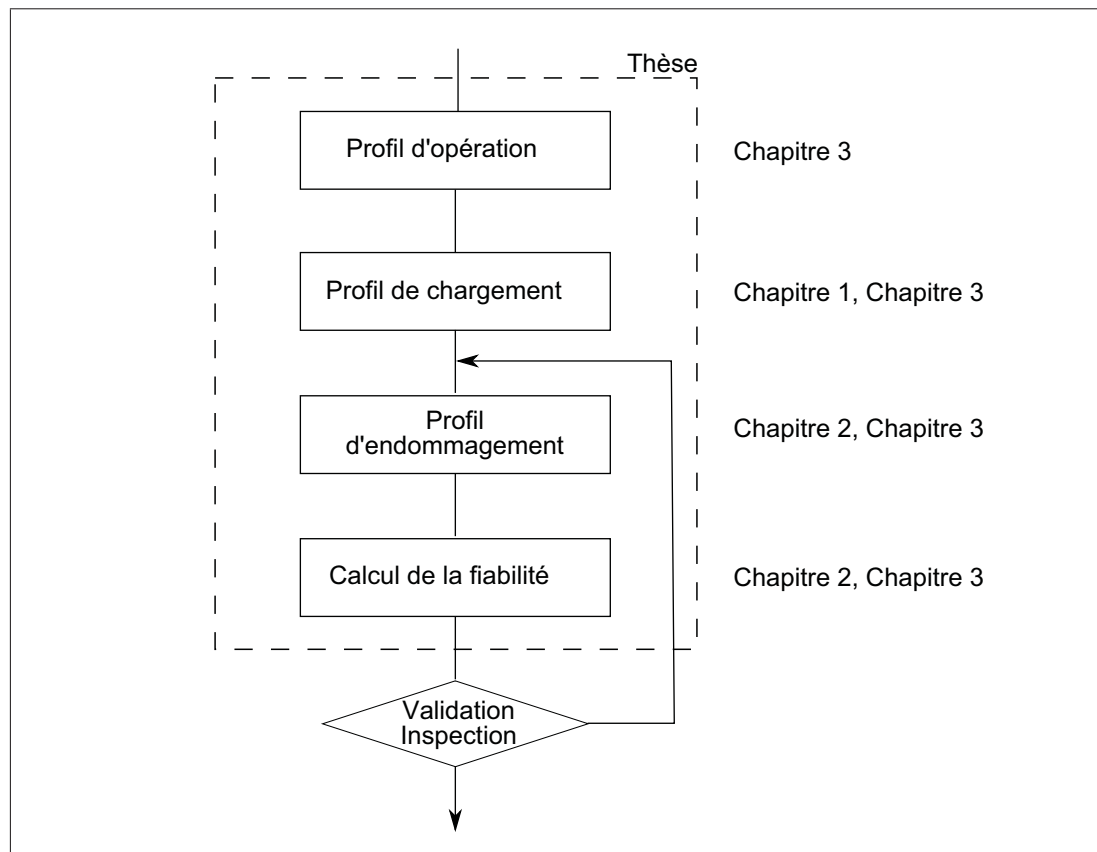 Thèse
Profil d'opération
Chapitre 3
Profil de chargement
Chapitre 1, Chapitre 3
Profil
d'endommagement
Chapitre 2, Chapitre 3
Calcul de la fiabilité
Chapitre 2, Chapitre 3
Validation
Inspection